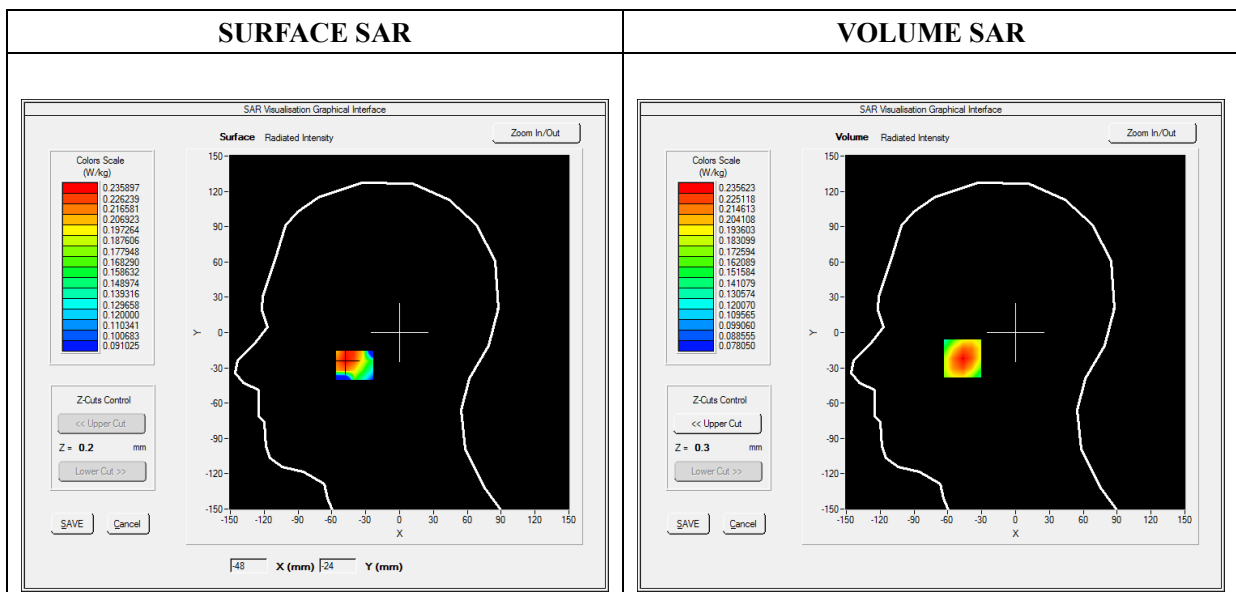 SURFACE SAR
VOLUME SAR
SAR Visualisation Graphical Interface
Surface Radiated Intensity
Zoom In/Out
Colors Scale
(W/kg)
0.235897
0.226239
0.216581
0.206923
0.197264
0.187606
0.177948
0.168290
0.158632
0.148974
0.139316
0.129658
0.120000
0.110341
0.100683
0.091025
150
120
90
60
30
0
-30
-60
-90
-120
-150
Y
-150 -120 -90 -60 -30 0 30 60 90 120 150
X
Z-Cuts Control
<< Upper Cut
Z = 0.2 mm
Lower Cut >>
SAVE Cancel
-48 X (mm) -24 Y (mm)
SAR Visualisation Graphical Interface
Volume Radiated Intensity
Zoom In/Out
Colors Scale
(W/kg)
0.235623
0.225118
0.214613
0.204108
0.193603
0.183099
0.172594
0.162089
0.151584
0.141079
0.130574
0.120070
0.109565
0.099060
0.088555
0.078050
150
120
90
60
30
0
-30
-60
-90
-120
-150
Y
-150 -120 -90 -60 -30 0 30 60 90 120 150
X
Z-Cuts Control
<< Upper Cut
Z = 0.3 mm
Lower Cut >>
SAVE Cancel